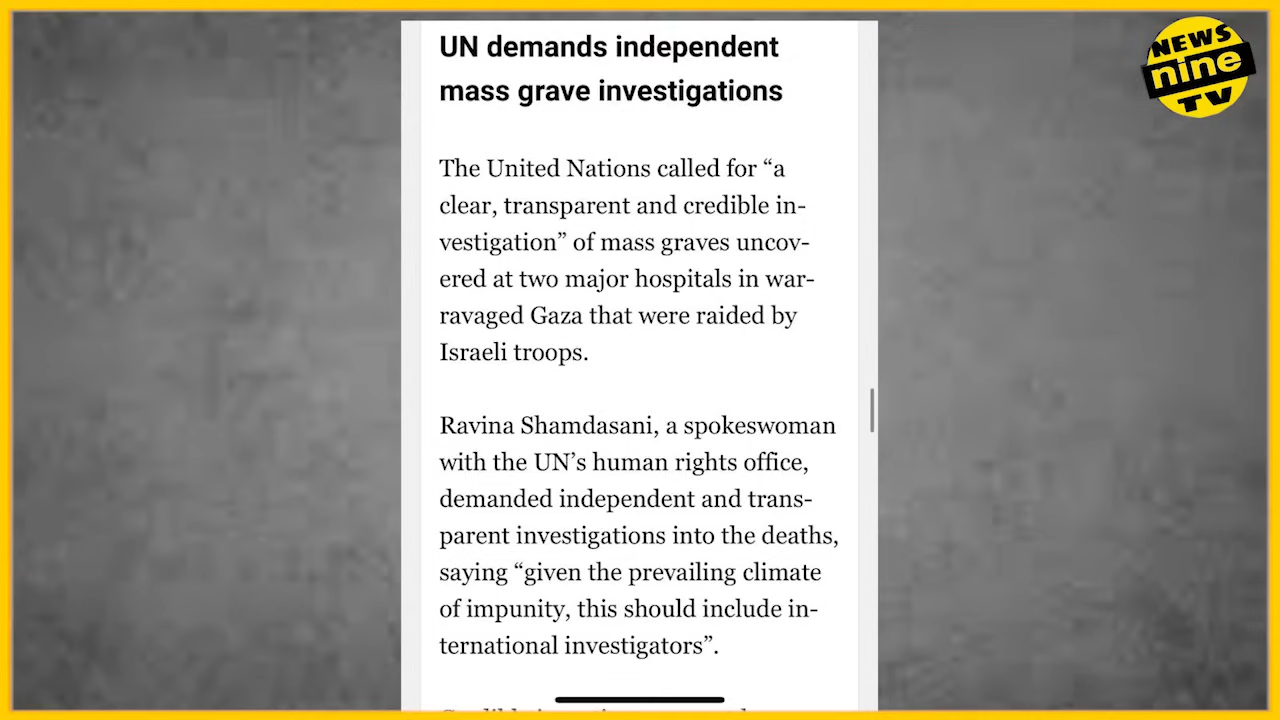 UN demands independent
mass grave investigations
The United Nations called for “a
clear, transparent and credible in-
vestigation” of mass graves uncov-
ered at two major hospitals in war-
ravaged Gaza that were raided by
Israeli troops.
Ravina Shamdasani, a spokeswoman
with the UN’s human rights office,
demanded independent and trans-
parent investigations into the deaths,
saying “given the prevailing climate
of impunity, this should include in-
ternational investigators”.
NEWS
nine
TV